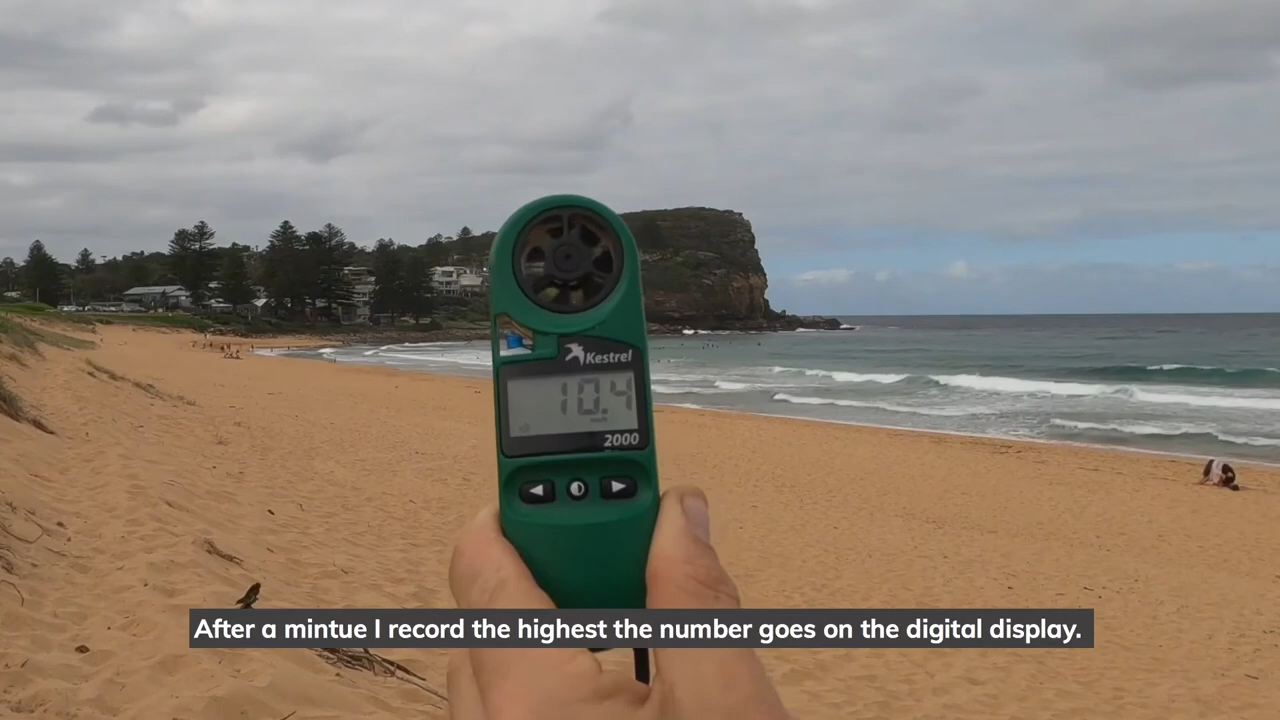 Kestrel
10.4
2000
After a mintue I record the highest the number goes on the digital display.